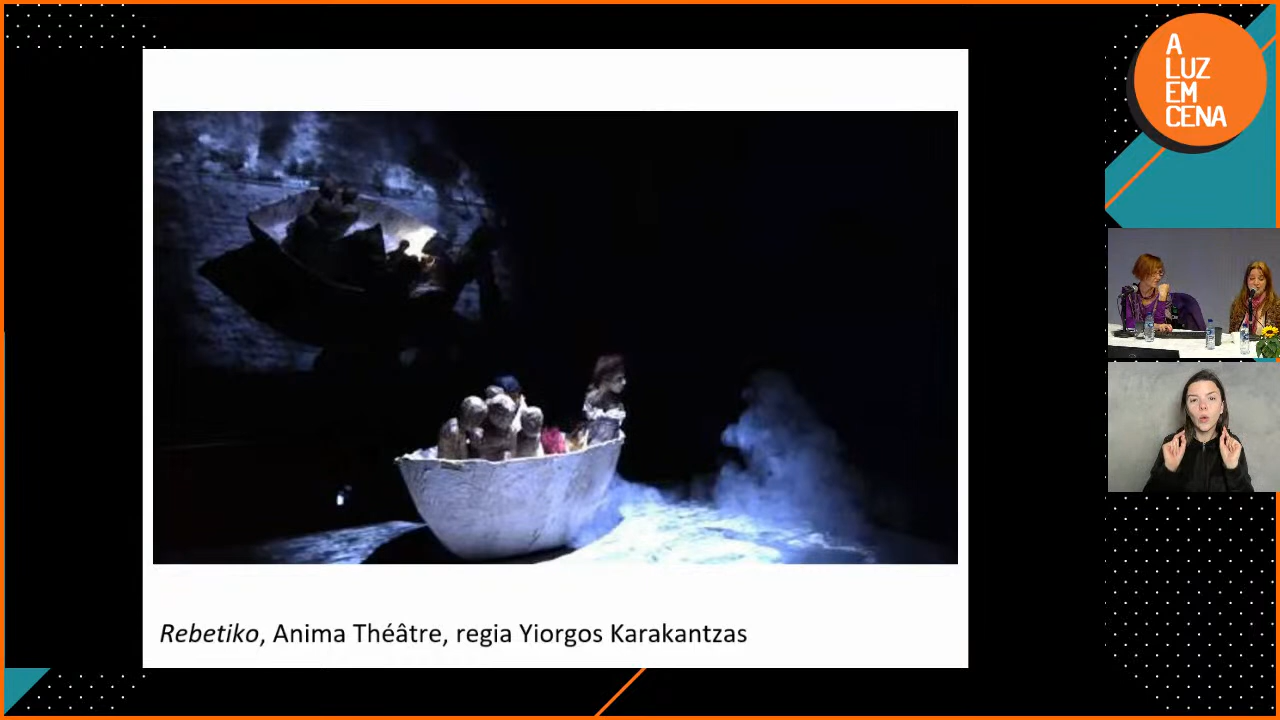 A
LUZ
EM
CENA
Rebetiko, Anima Théâtre, regia Yiorgos Karakantzas